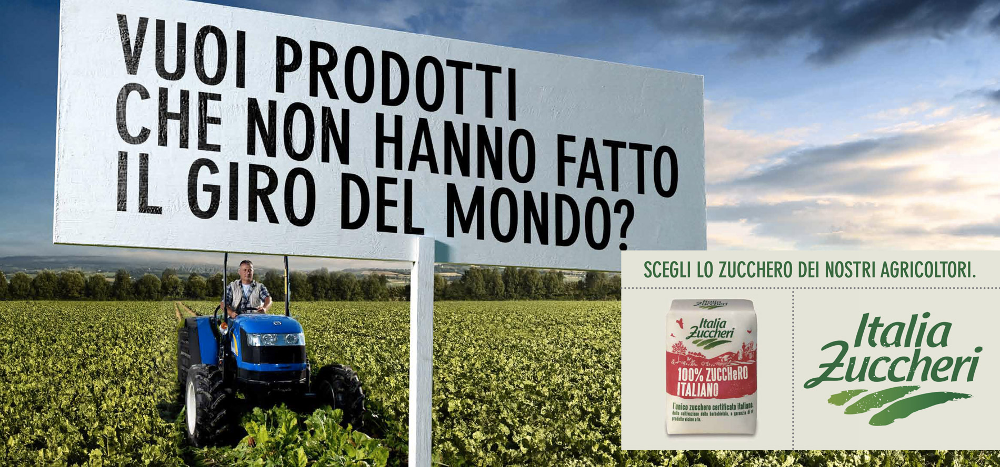 VUOI PRODOTTI
CHE NON HANNO FATTO
IL GIRO DEL MONDO?
SCEGLI LO ZUCCHERO DEI NOSTRI AGRICOLTORI.
Italia
Zuccheri
Italia
Zuccheri
100% ZUCCHeRO
ITALIANO
l'unico zucchero certificato italiano,
dalla coltivazione della barbabietola, a garanzia di un
prodotto vicino a te.
Italia
Zuccheri